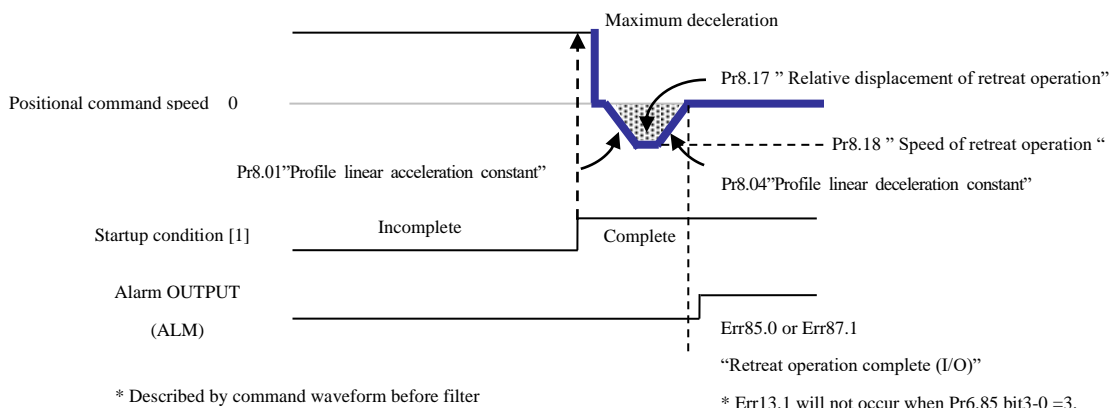 Maximum deceleration
Pr8.17 ” Relative displacement of retreat operation”
Positional command speed 0
Pr8.18 ” Speed of retreat operation “
Pr8.01”Profile linear acceleration constant”
Pr8.04”Profile linear deceleration constant”
Startup condition [1]
Incomplete
Complete
Alarm OUTPUT
(ALM)
Err85.0 or Err87.1
“Retreat operation complete (I/O)”
* Described by command waveform before filter
* Err13.1 will not occur when Pr6.85 bit3-0 =3.